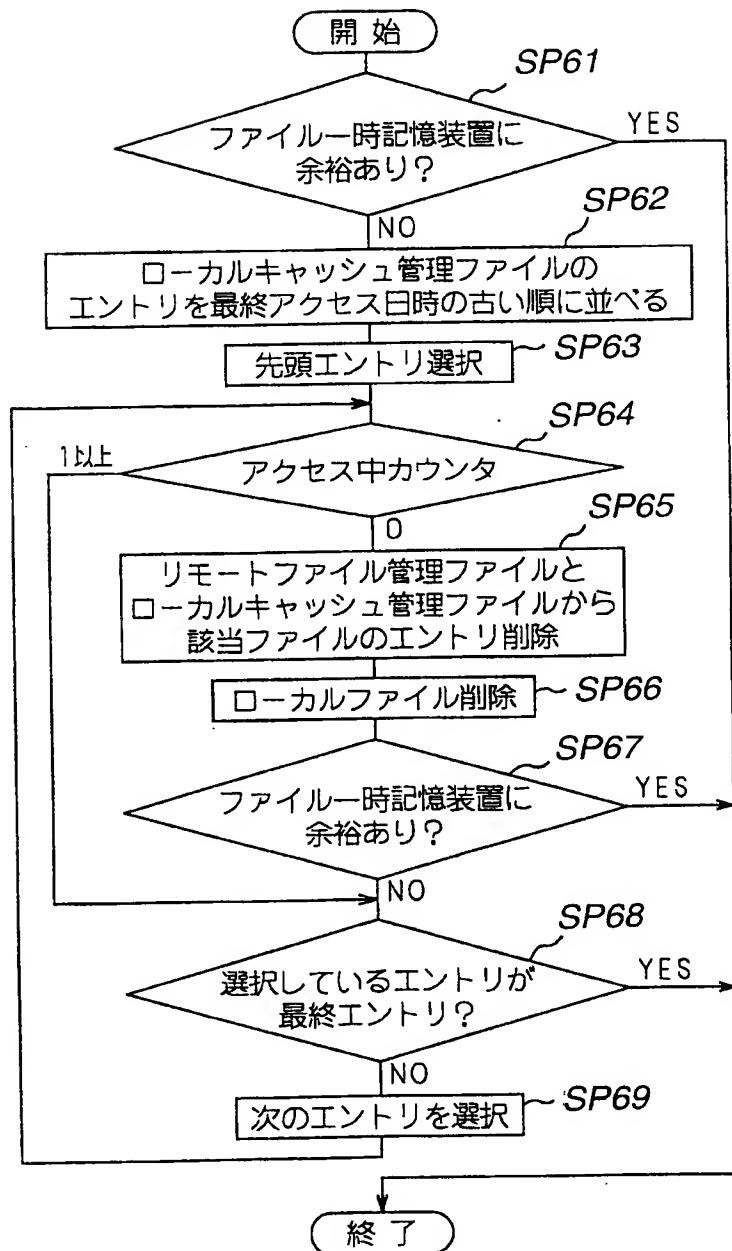 開始
SP61
ファイル一時記憶装置に
余裕あり？
YES
SP62
NO
ローカルキャッシュ管理ファイルの
エントリを最終アクセス日時の古い順に並べる
SP63
先頭エントリ選択
SP64
1以上
アクセス中カウンタ
SP65
0
リモートファイル管理ファイルと
ローカルキャッシュ管理ファイルから
該当ファイルのエントリ削除
ローカルファイル削除
SP66
SP67
ファイル一時記憶装置に
余裕あり？
YES
NO
SP68
選択しているエントリが
最終エントリ？
YES
NO
次のエントリを選択
SP69
終了